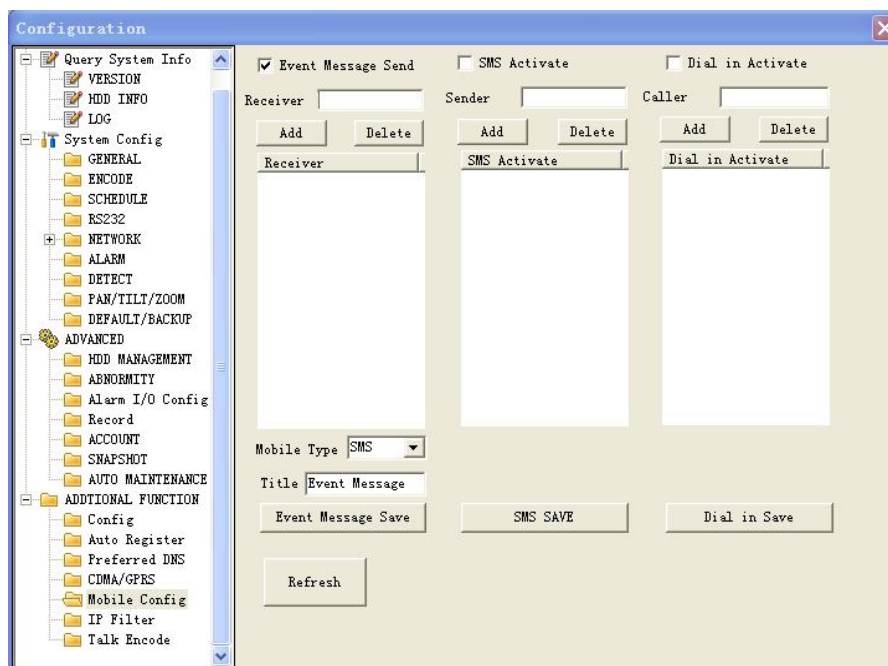 Configuration
Query System Info
VERSION
HDD INFO
LOG
System Config
GENERAL
ENCODE
SCHEDULE
RS232
NETWORK
ALARM
DETECT
PAN/TILT/ZOOM
DEFAULT/BACKUP
ADVANCED
HDD MANAGEMENT
ABNORMITY
Alarm I/O Config
Record
ACCOUNT
SNAPSHOT
AUTO MAINTENANCE
ADDTIONAL FUNCTION
Config
Auto Register
Preferred DNS
CDMA/GPRS
Mobile Config
IP Filter
Talk Encode
Event Message Send
Receiver
Add Delete
Receiver
Mobile Type SMS
Title Event Message
Event Message Save
Refresh
SMS Activate
Sender
Add Delete
SMS Activate
SMS SAVE
Dial in Activate
Caller
Add Delete
Dial in Activate
Dial in Save